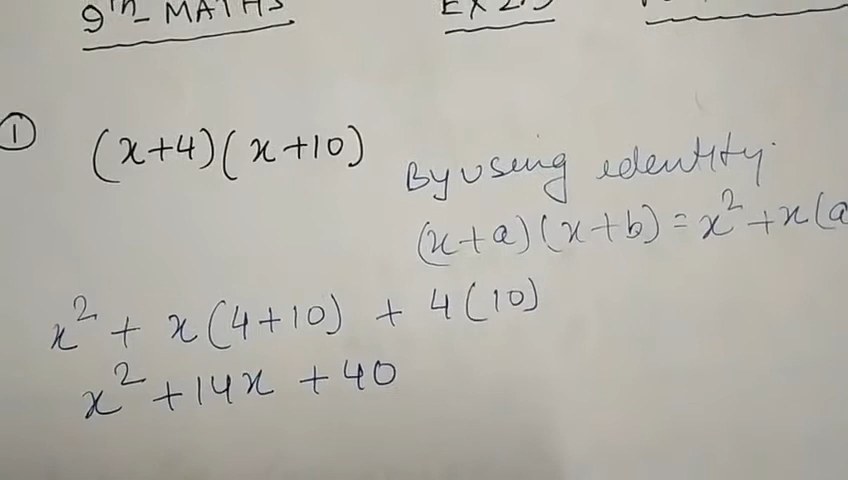 9th MATHS
①
(x+4)(x+10)
By using identity.
(x+a)(x+b) = x² + x(a
x² + x(4+10) + 4(10)
x² + 14x + 40